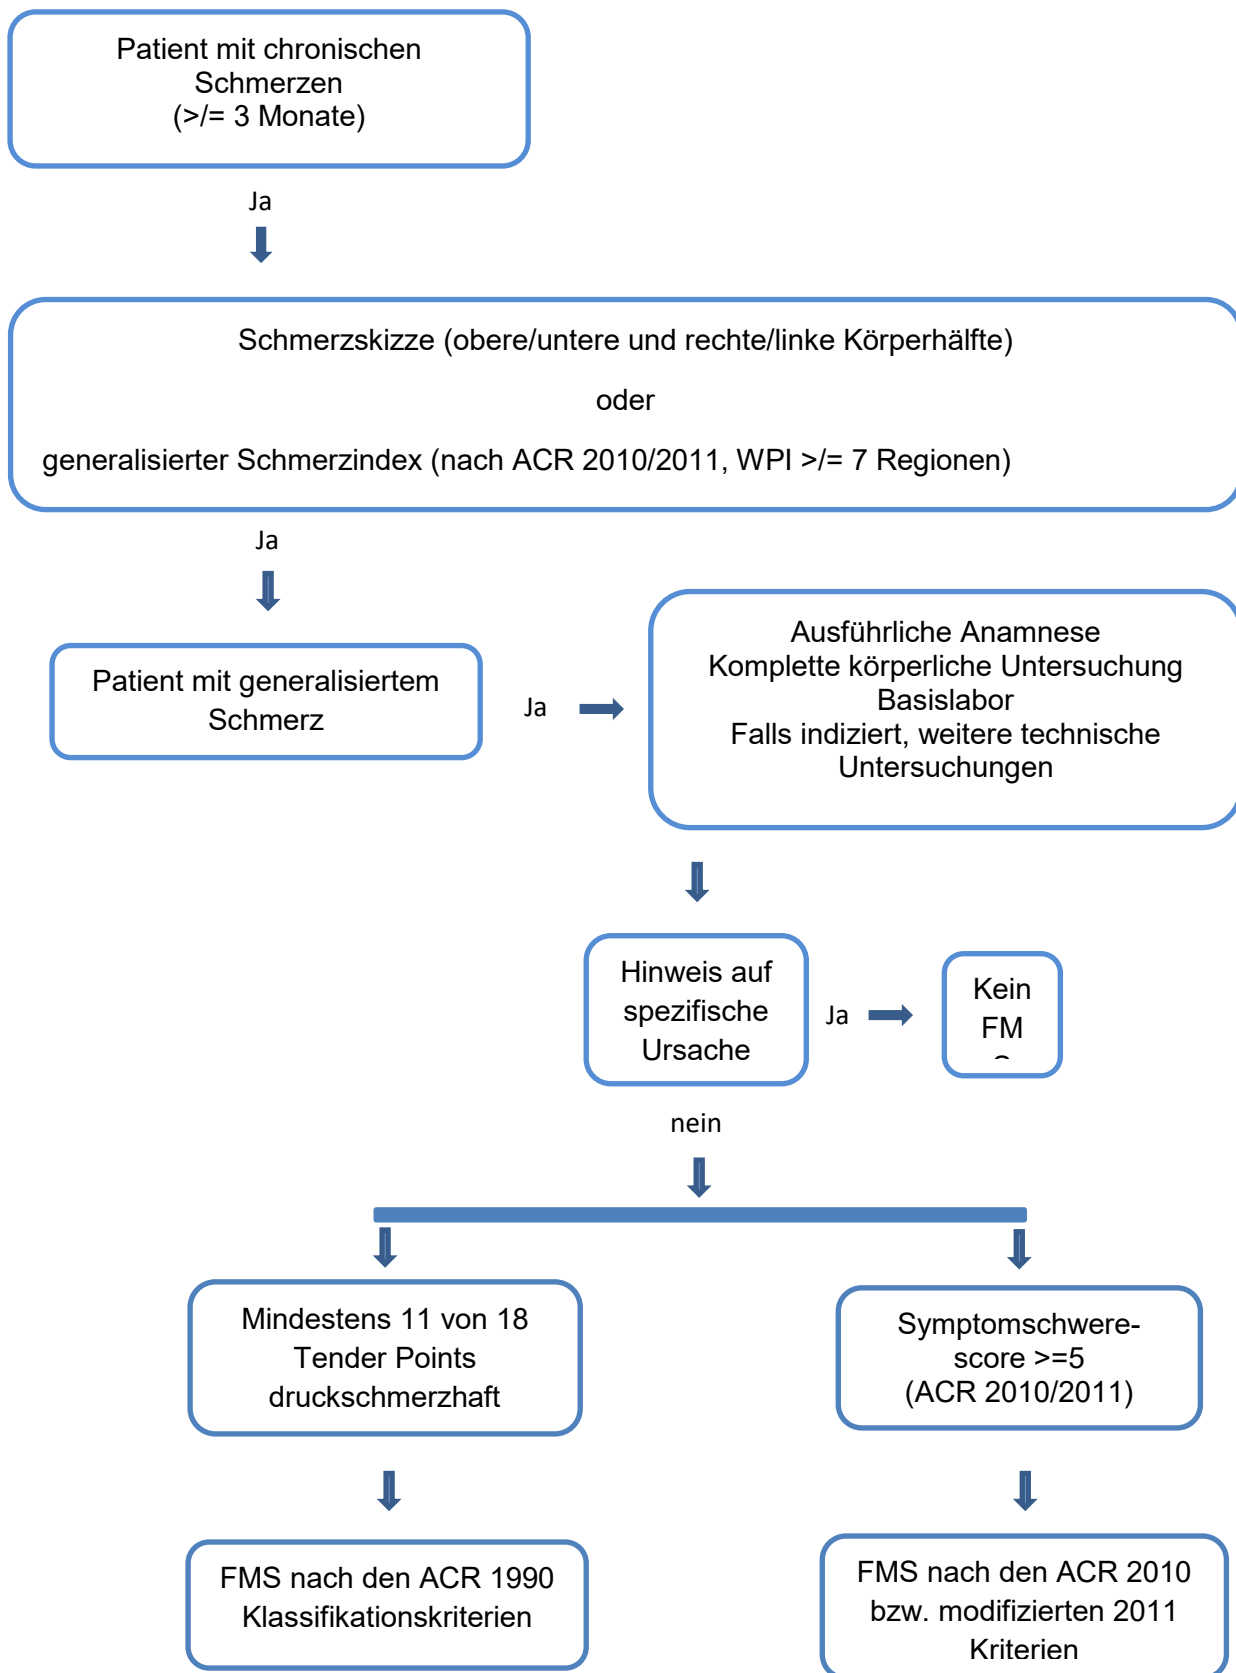 Patient mit chronischen
Schmerzen
(>/= 3 Monate)
Ja
Schmerzskizze (obere/untere und rechte/linke Körperhälfte)
oder
generalisierter Schmerzindex (nach ACR 2010/2011, WPI >/= 7 Regionen)
Ja
Patient mit generalisiertem
Schmerz
Ja
Ausführliche Anamnese
Komplette körperliche Untersuchung
Basislabor
Falls indiziert, weitere technische
Untersuchungen
Hinweis auf
spezifische
Ursache
Ja
Kein
FM
nein
Mindestens 11 von 18
Tender Points
druckschmerzhaft
Symptomschwere-
score >=5
(ACR 2010/2011)
FMS nach den ACR 1990
Klassifikationskriterien
FMS nach den ACR 2010
bzw. modifizierten 2011
Kriterien